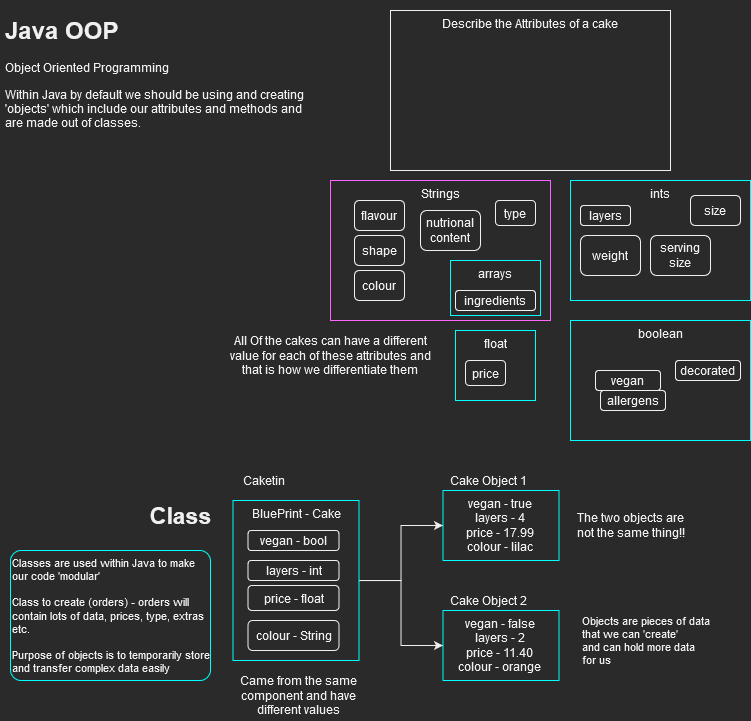 Java OOP
Describe the Attributes of a cake
Object Oriented Programming
Within Java by default we should be using and creating
'objects' which include our attributes and methods and
are made out of classes.
Strings
flavour
nutrional
content
type
shape
colour
arrays
ingredients
ints
layers
size
weight
serving
size
All Of the cakes can have a different
value for each of these attributes and
that is how we differentiate them
float
price
boolean
vegan
decorated
allergens
Class
Classes are used within Java to make
our code 'modular'
Class to create (orders) - orders will
contain lots of data, prices, type, extras
etc.
Purpose of objects is to temporarily store
and transfer complex data easily
Caketin
BluePrint - Cake
vegan - bool
layers - int
price - float
colour - String
Came from the same
component and have
different values
Cake Object 1
vegan - true
layers - 4
price - 17.99
colour - lilac
The two objects are
not the same thing!!
Cake Object 2
vegan - false
layers - 2
price - 11.40
colour - orange
Objects are pieces of data
that we can 'create'
and can hold more data
for us